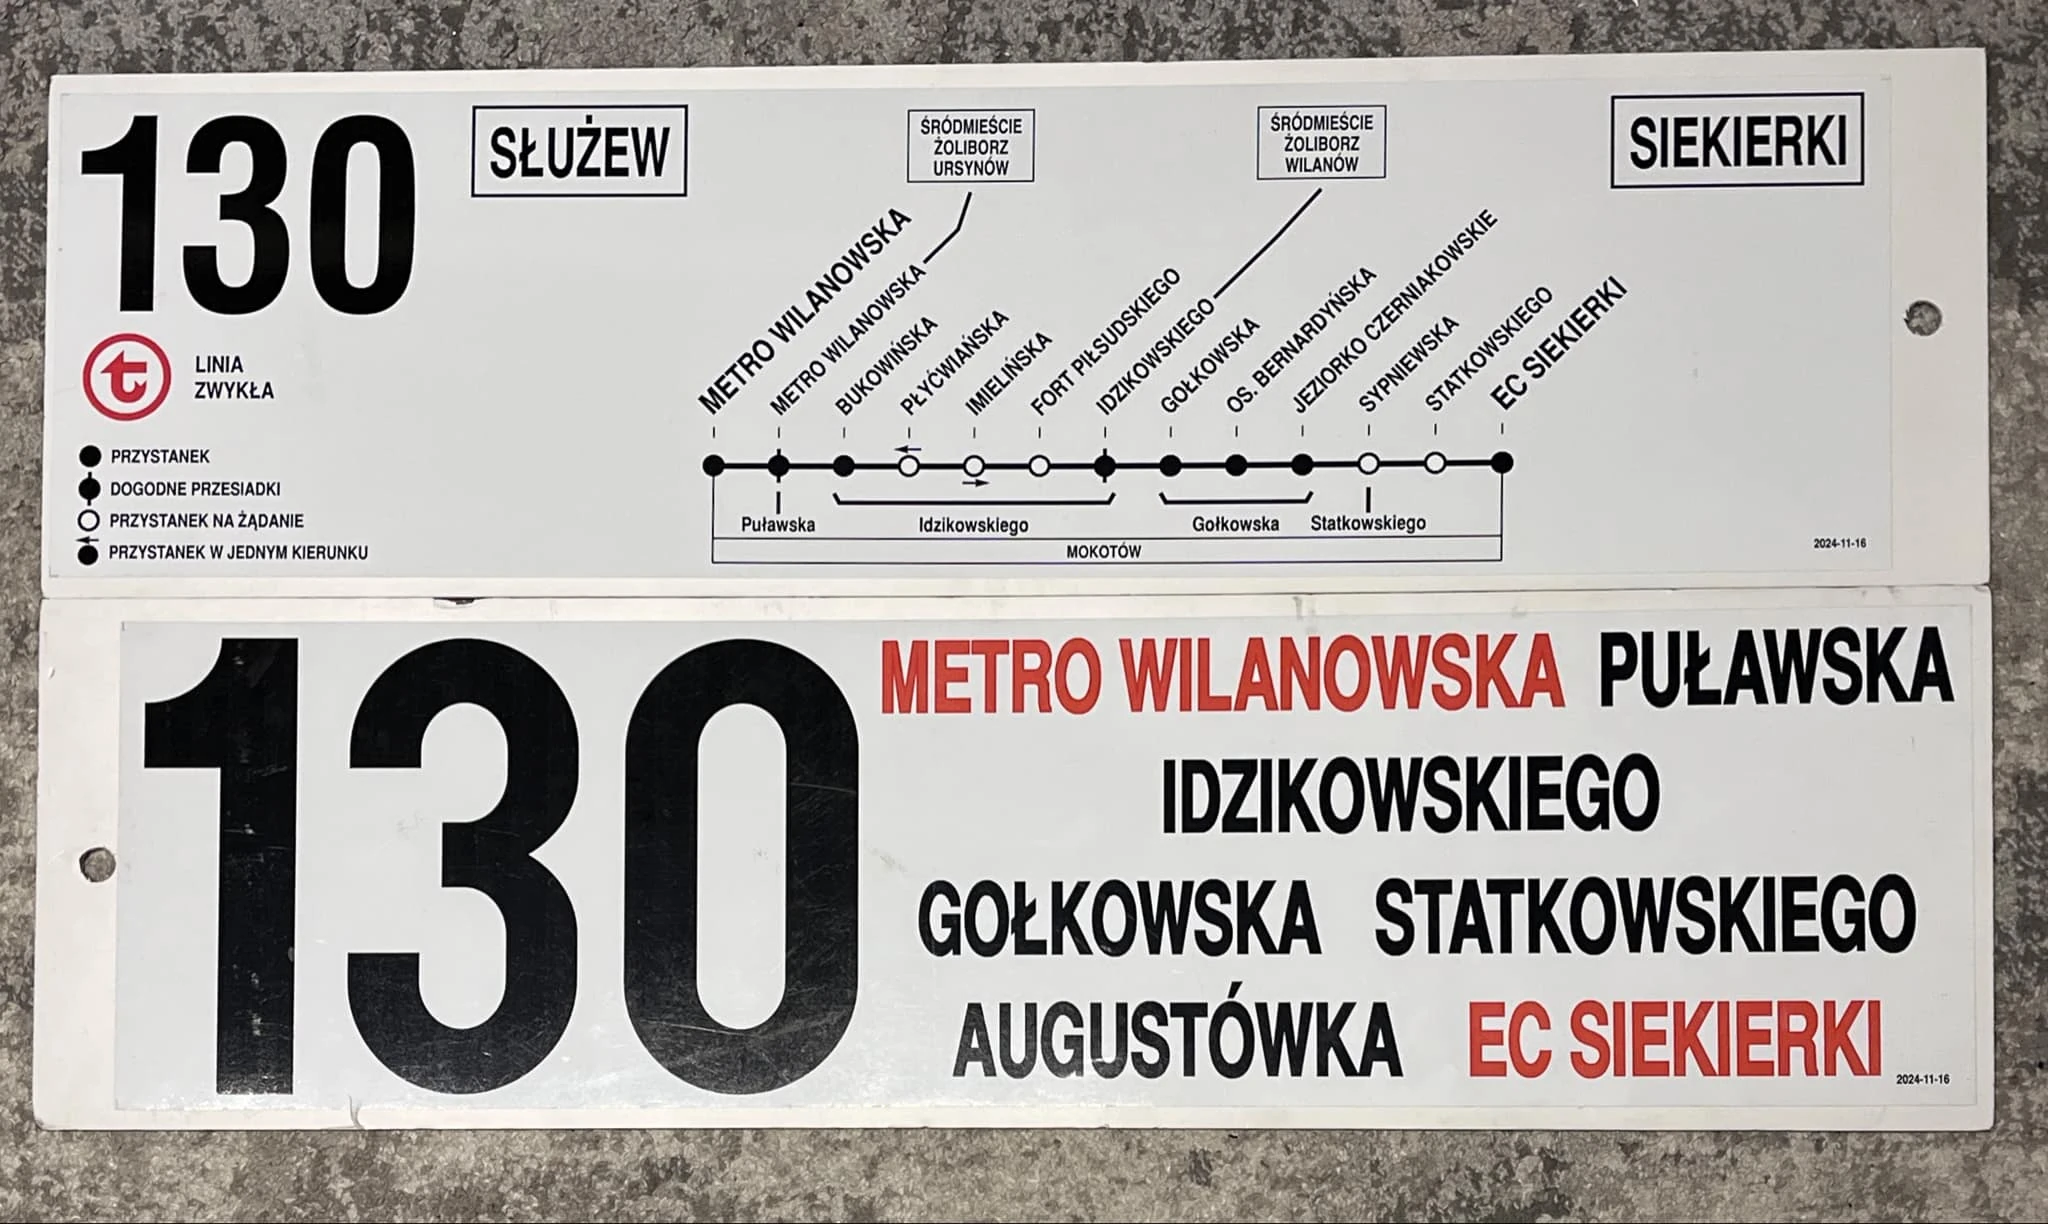 130
SŁUŻEW
ŚRÓDMIEŚCIE
ŻOLIBORZ
URSYNÓW
ŚRÓDMIEŚCIE
ŻOLIBORZ
WILANÓW
SIEKIERKI
t
LINIA
ZWYKŁA
PRZYSTANEK
DOGODNE PRZESIADKI
PRZYSTANEK NA ŻĄDANIE
PRZYSTANEK W JEDNYM KIERUNKU
METRO WILANOWSKA
METRO WILANOWSKA
BUKOWIŃSKA
PŁYĆWIAŃSKA
IMIELIŃSKA
FORT PIŁSUDSKIEGO
IDZIKOWSKIEGO
GOŁKOWSKA
OS. BERNARDYŃSKA
JEZIORKO CZERNIAKOWSKIE
SYPNIEWSKA
STATKOWSKIEGO
EC SIEKIERKI
Puławska
Idzikowskiego
Gołkowska
Statkowskiego
MOKOTÓW
2024-11-16
130
METRO WILANOWSKA PUŁAWSKA
IDZIKOWSKIEGO
GOŁKOWSKA STATKOWSKIEGO
AUGUSTÓWKA EC SIEKIERKI
2024-11-16